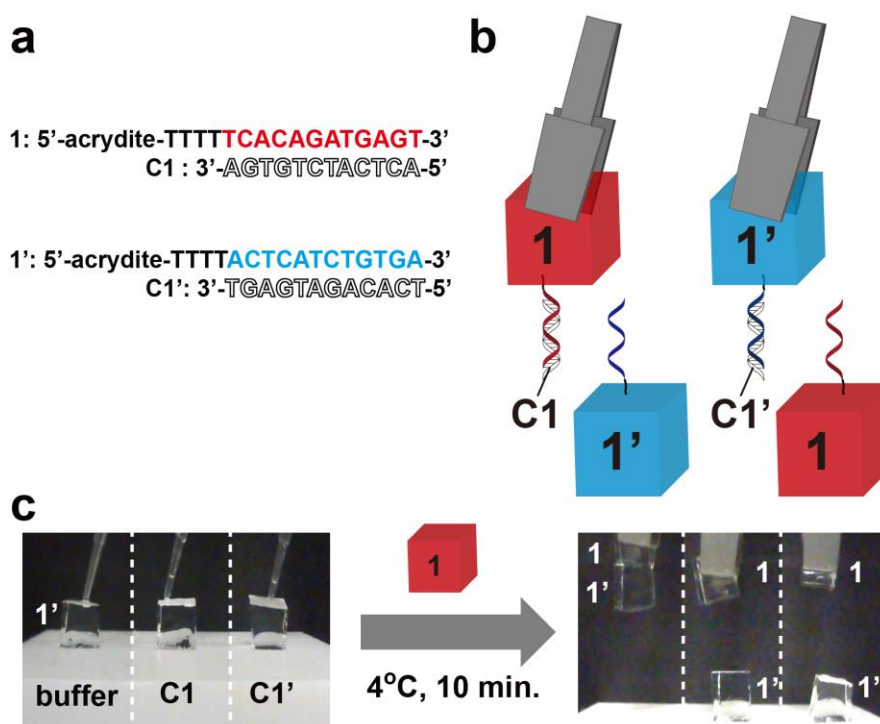 a
1: 5'-acrydite-TTTTTCACAGATGAGT-3'
C1 : 3'-AGTGTCTACTCA-5'
1’: 5'-acrydite-TTTTACTCATCTGTGA-3'
C1’: 3'-TGAGTAGACACT-5'
b
1
1’
C1
1’
C1’
1
c
1’
buffer
C1
C1’
1
4°C, 10 min.
1
1’
1
1
1’
1’